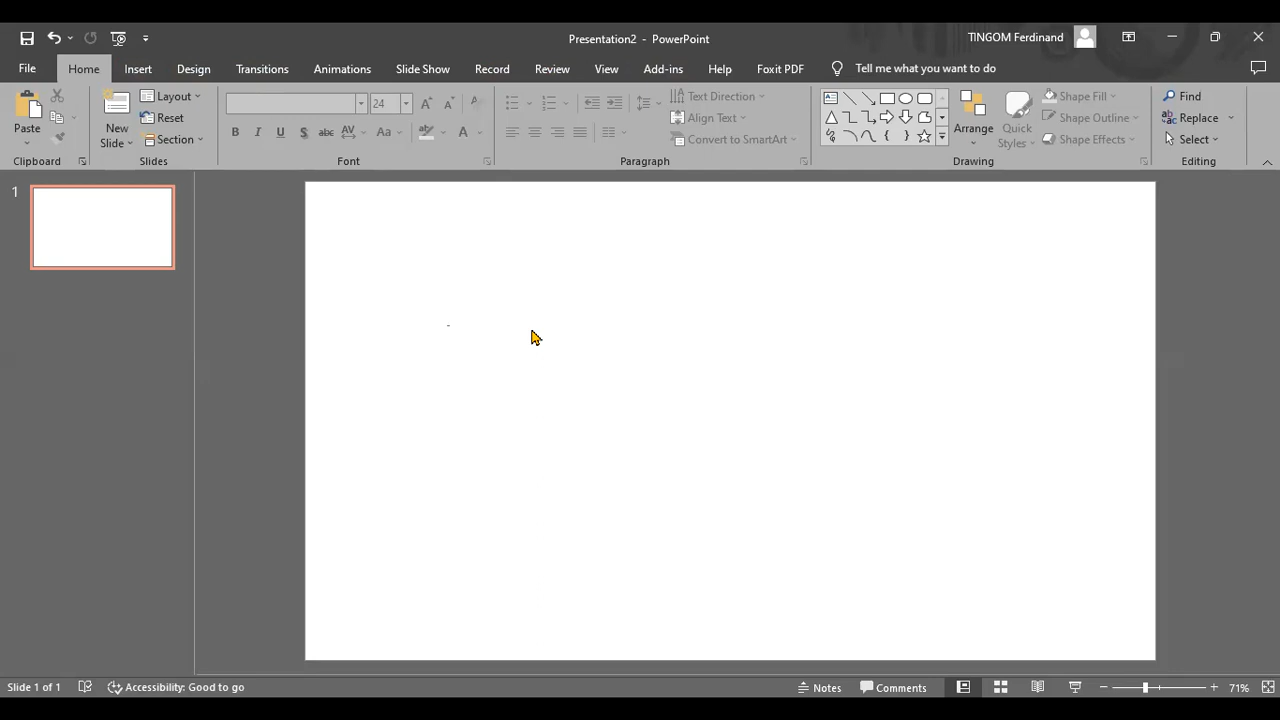 Presentation2 - PowerPoint
TINGOM Ferdinand
File Home Insert Design Transitions Animations Slide Show Record Review View Add-ins Help Foxit PDF Tell me what you want to do
Paste
New Slide
Layout
Reset
Section
24
B I U S abc AV Aa A
Text Direction
Align Text
Convert to SmartArt
Arrange
Quick Styles
Shape Fill
Shape Outline
Shape Effects
Find
Replace
Select
Clipboard Slides Font Paragraph Drawing Editing
1
Slide 1 of 1 Accessibility: Good to go Notes Comments 71%